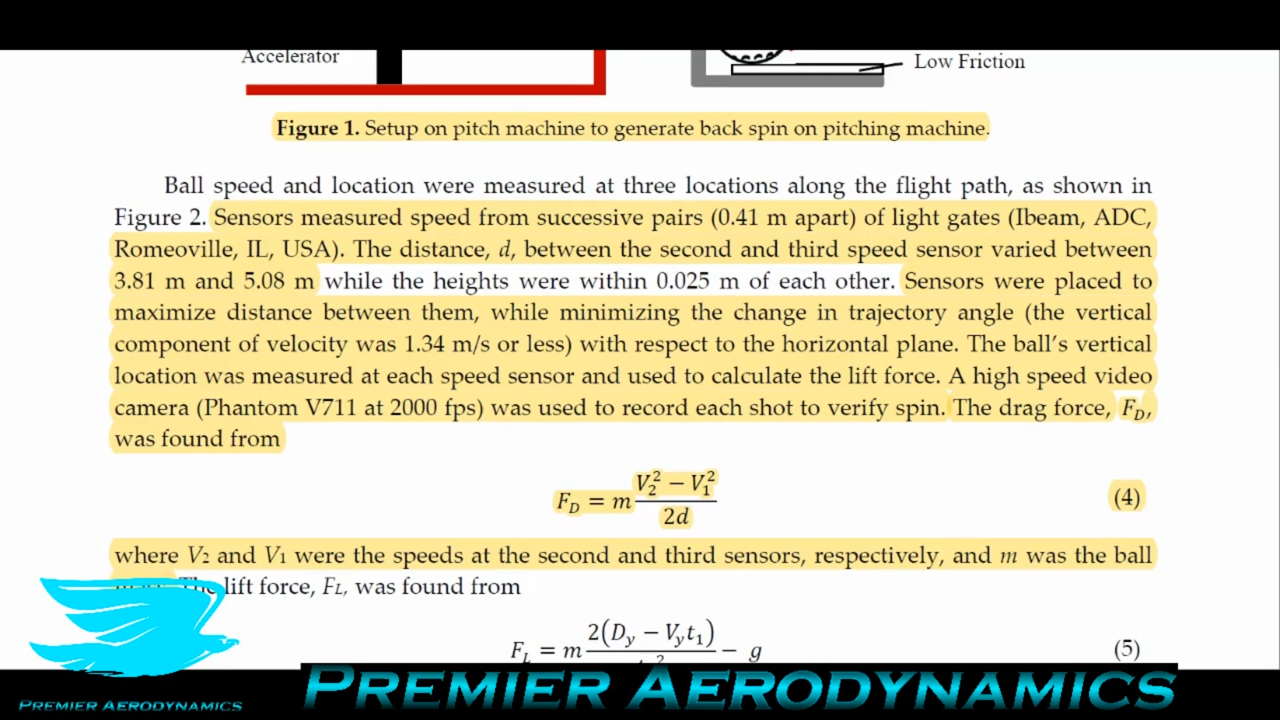 Accelerator
Low Friction
Figure 1. Setup on pitch machine to generate back spin on pitching machine.
Ball speed and location were measured at three locations along the flight path, as shown in
Figure 2. Sensors measured speed from successive pairs (0.41 m apart) of light gates (Ibeam, ADC,
Romeoville, IL, USA). The distance, d, between the second and third speed sensor varied between
3.81 m and 5.08 m while the heights were within 0.025 m of each other. Sensors were placed to
maximize distance between them, while minimizing the change in trajectory angle (the vertical
component of velocity was 1.34 m/s or less) with respect to the horizontal plane. The ball's vertical
location was measured at each speed sensor and used to calculate the lift force. A high speed video
camera (Phantom V711 at 2000 fps) was used to record each shot to verify spin. The drag force, F_D,
was found from
F_D = m (V_2^2 − V_1^2) / 2d (4)
where V2 and V1 were the speeds at the second and third sensors, respectively, and m was the ball
The lift force, FL, was found from
F_L = m 2(D_y − V_y t_1) − g (5)
PREMIER AERODYNAMICS
PREMIER AERODYNAMICS